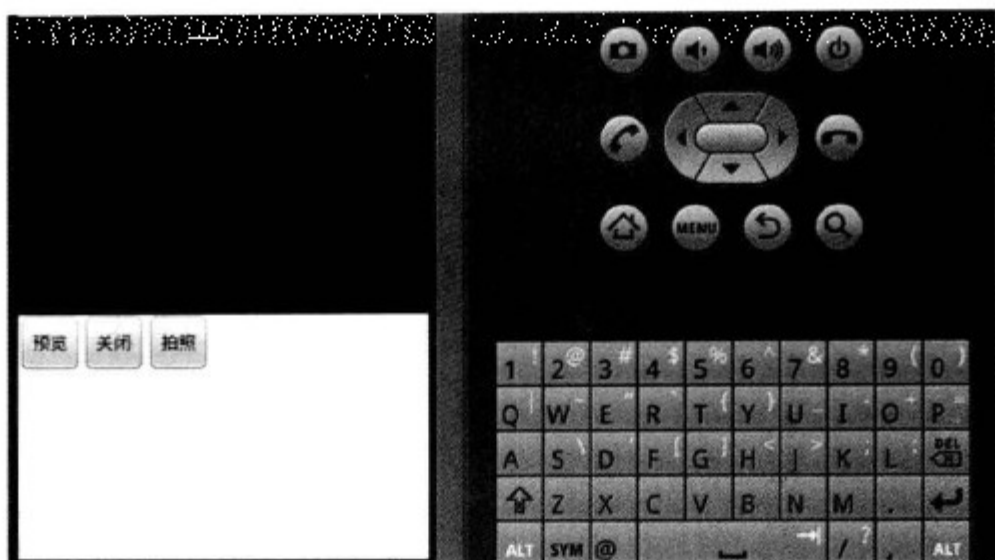 预览 关闭 拍照
MENU
1 ! 2 @ 3 # 4 $ 5 % 6 ^ 7 & 8 * 9 ( 0 )
Q | W ~ E " R ` T { Y } U _ I - O + P =
A S \ D ' F [ G ] H < J > K ; L : DEL
Z X C V B N M .
ALT SYM @ / ? , ALT